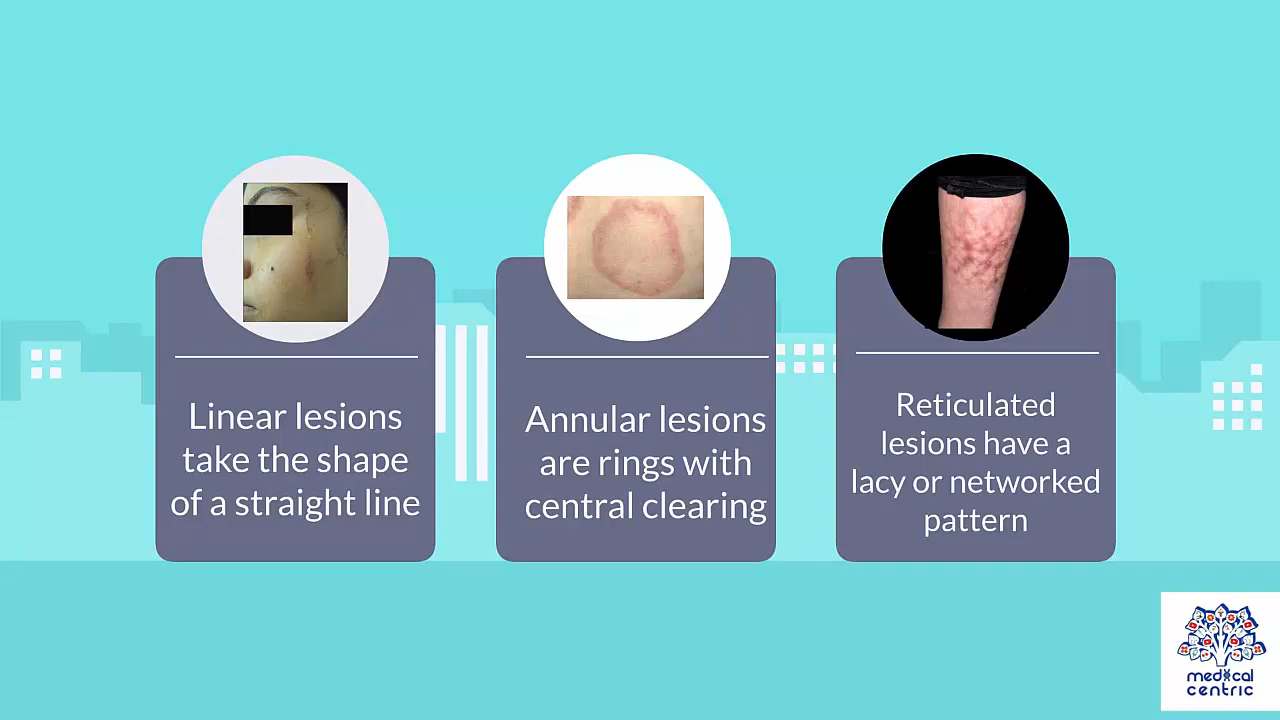 Linear lesions
take the shape
of a straight line
Annular lesions
are rings with
central clearing
Reticulated
lesions have a
lacy or networked
pattern
medical
centric